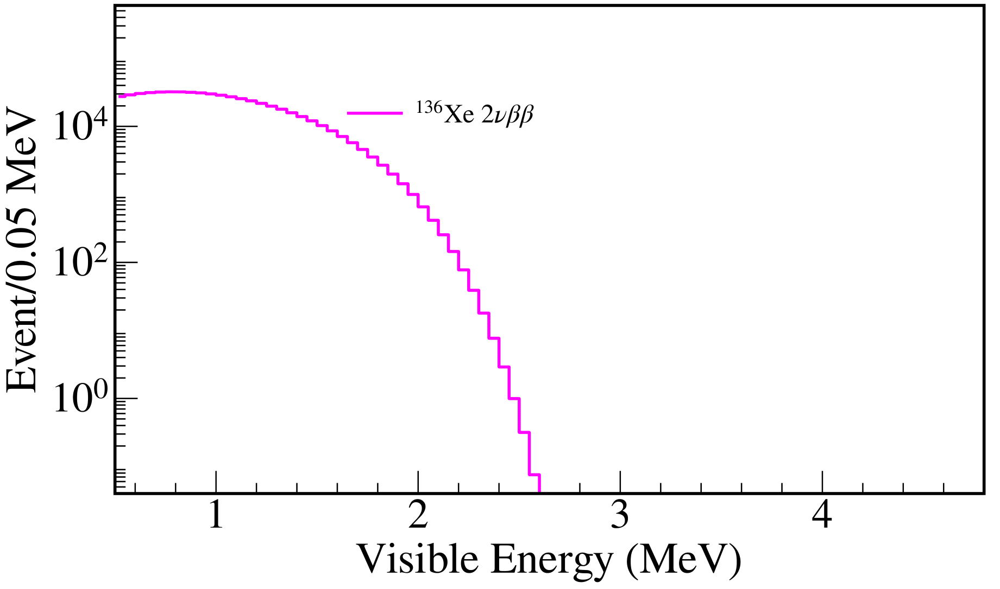 Event/0.05 MeV
10⁴
10²
10⁰
¹³⁶Xe 2νββ
1 2 3 4
Visible Energy (MeV)